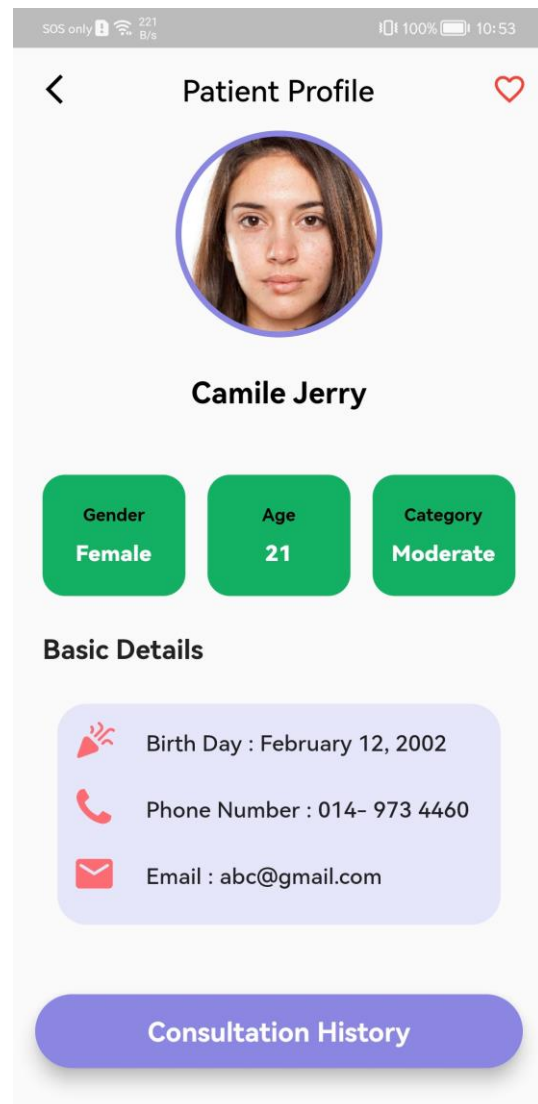 SOS only 221 B/s 100% 10:53
Patient Profile
Camile Jerry
Gender Age Category
Female 21 Moderate
Basic Details
Birth Day : February 12, 2002
Phone Number : 014- 973 4460
Email : abc@gmail.com
Consultation History